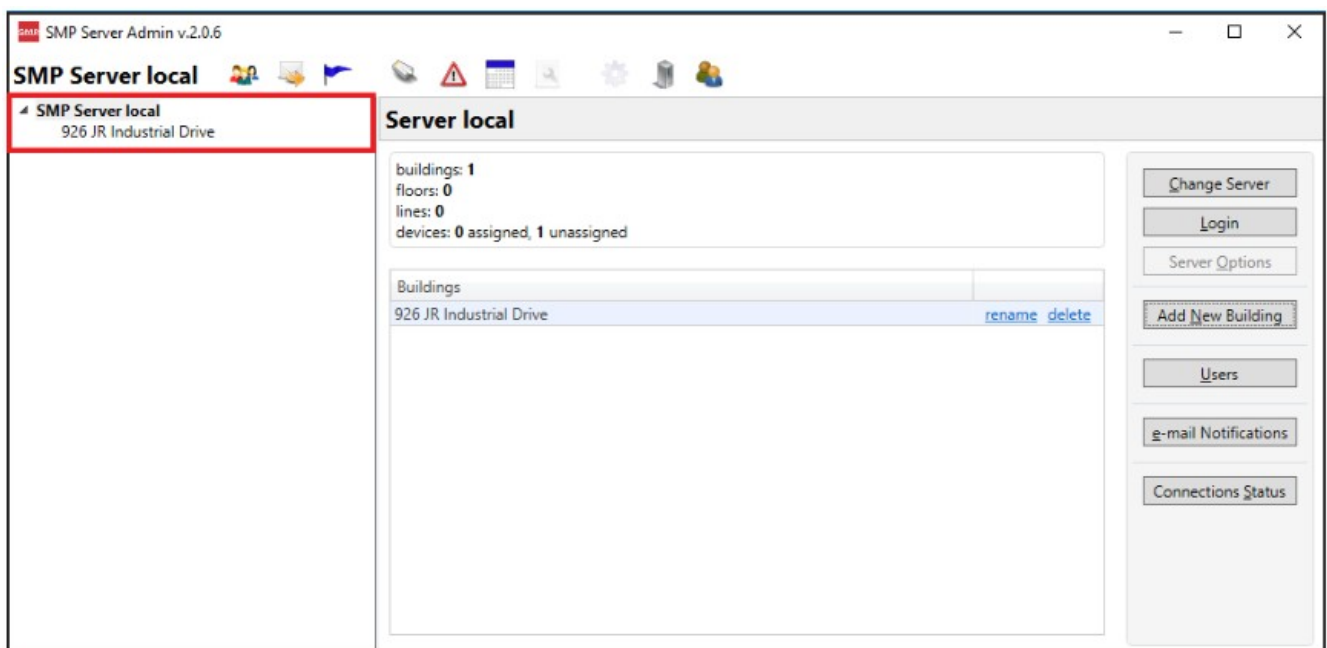 SMP SMP Server Admin v.2.0.6
SMP Server local
SMP Server local
926 JR Industrial Drive
Server local
buildings: 1
floors: 0
lines: 0
devices: 0 assigned, 1 unassigned
Buildings
926 JR Industrial Drive rename delete
Change Server
Login
Server Options
Add New Building
Users
e-mail Notifications
Connections Status